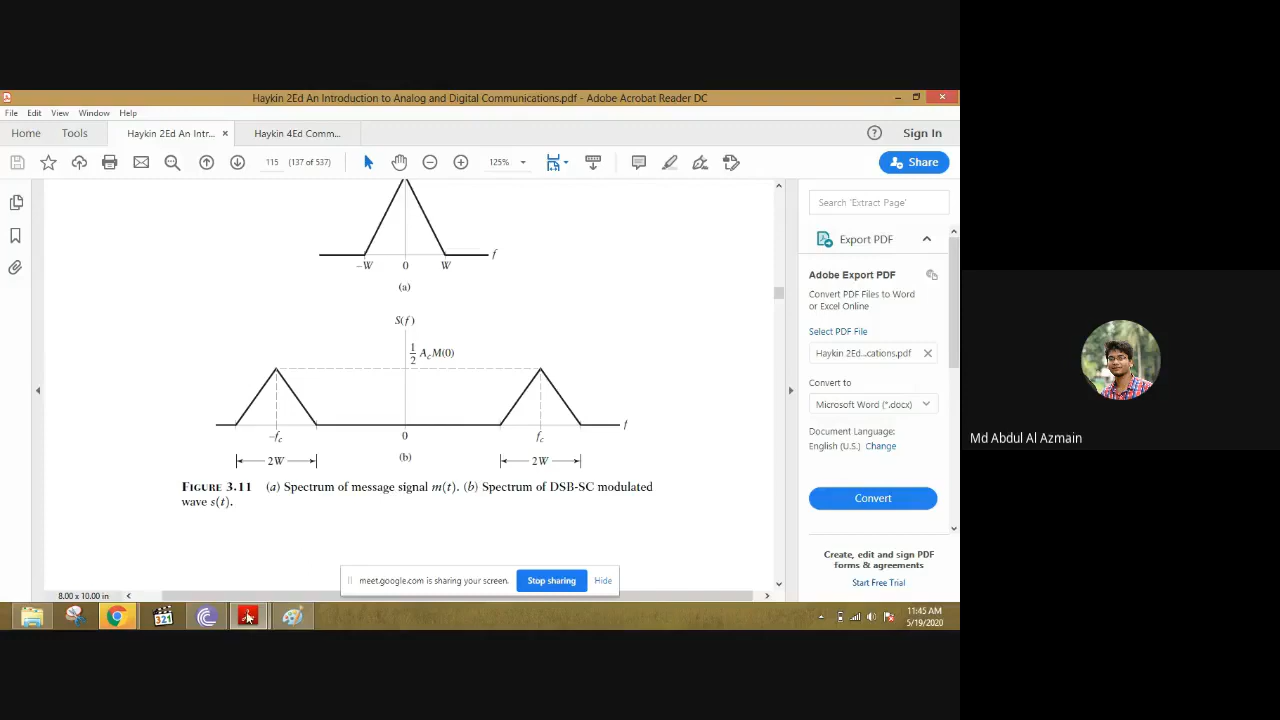 Haykin 2Ed An Introduction to Analog and Digital Communications.pdf - Adobe Acrobat Reader DC
File Edit View Window Help
Home Tools Haykin 2Ed An Intr... × Haykin 4Ed Comm... ? Sign In
115 (137 of 537) 125% Share
−W 0 W f
(a)
S(f)
1/2 AcM(0)
−fc 0 fc f
2W (b) 2W
FIGURE 3.11 (a) Spectrum of message signal m(t). (b) Spectrum of DSB-SC modulated
wave s(t).
8.00 x 10.00 in
Search 'Extract Page'
Export PDF
Adobe Export PDF
Convert PDF Files to Word
or Excel Online
Select PDF File
Haykin 2Ed...cations.pdf
Convert to
Microsoft Word (*.docx)
Document Language:
English (U.S.) Change
Convert
Create, edit and sign PDF
forms & agreements
Start Free Trial
meet.google.com is sharing your screen. Stop sharing Hide
321
11:45 AM
5/19/2020
Md Abdul Al Azmain